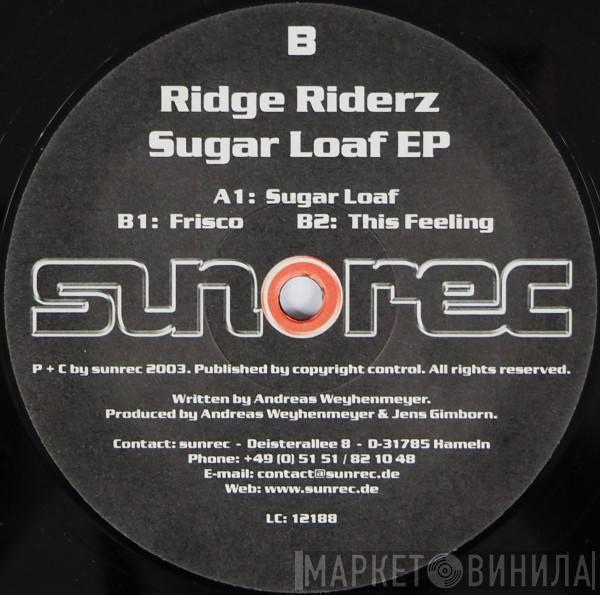 B
Ridge Riderz
Sugar Loaf EP
A1: Sugar Loaf
B1: Frisco B2: This Feeling
sunrec
P + C by sunrec 2003. Published by copyright control. All rights reserved.
Written by Andreas Weyhenmeyer.
Produced by Andreas Weyhenmeyer & Jens Gimborn.
Contact: sunrec - Deisterallee 8 - D-31785 Hameln
Phone: +49 (0) 51 51 / 82 10 48
E-mail: contact@sunrec.de
Web: www.sunrec.de
LC: 12188
МАРКЕТ ВИНИЛА